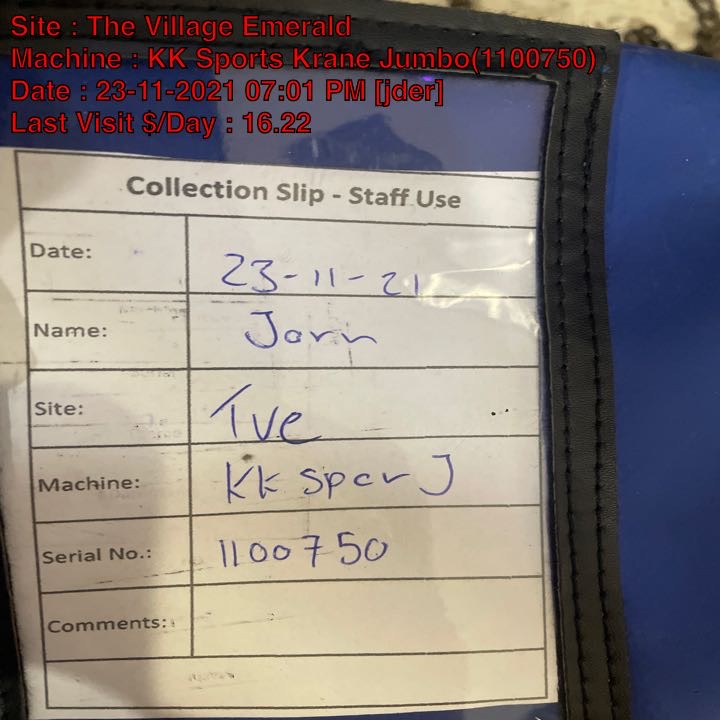 Site : The Village Emerald
Machine : KK Sports Krane Jumbo(1100750)
Date : 23-11-2021 07:01 PM [jder]
Last Visit $/Day : 16.22
Collection Slip - Staff Use
Date: 23-11-21
Name: Jorn
Site: Tve
Machine: KK Spor J
Serial No.: 1100750
Comments: